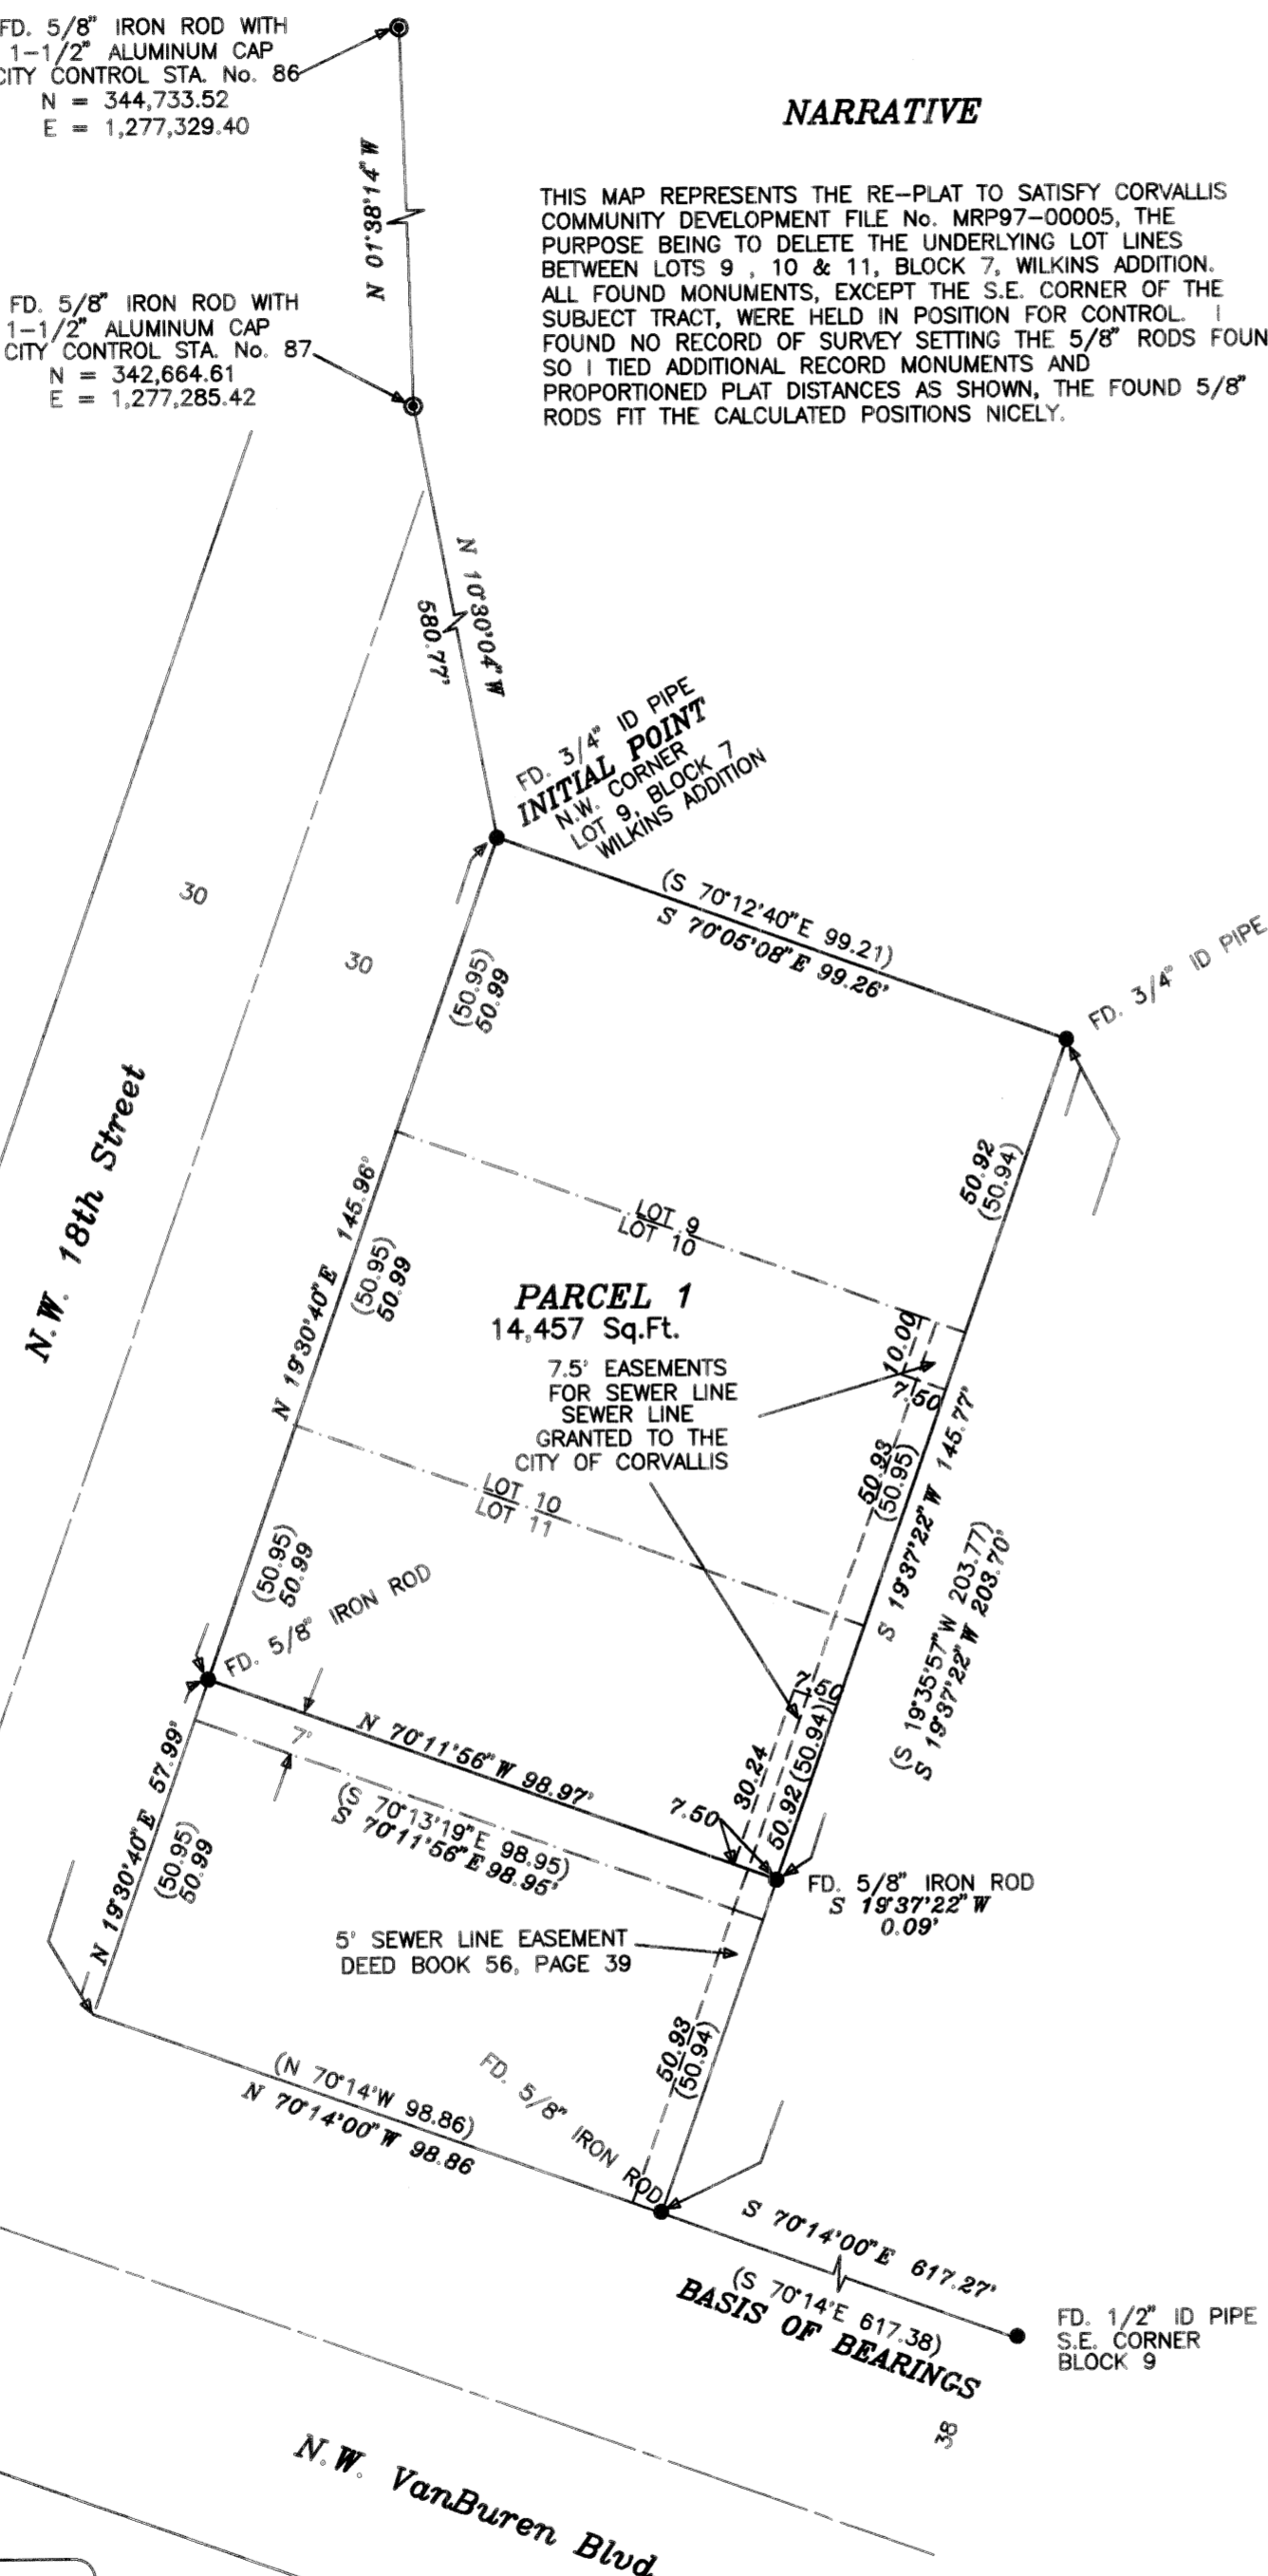 FD. 5/8" IRON ROD WITH
1-1/2" ALUMINUM CAP
CITY CONTROL STA. No. 86
N = 344,733.52
E = 1,277,329.40
NARRATIVE
THIS MAP REPRESENTS THE RE-PLAT TO SATISFY CORVALLIS
COMMUNITY DEVELOPMENT FILE No. MRP97-00005, THE
PURPOSE BEING TO DELETE THE UNDERLYING LOT LINES
BETWEEN LOTS 9 , 10 & 11, BLOCK 7, WILKINS ADDITION.
ALL FOUND MONUMENTS, EXCEPT THE S.E. CORNER OF THE
SUBJECT TRACT, WERE HELD IN POSITION FOR CONTROL. I
FOUND NO RECORD OF SURVEY SETTING THE 5/8" RODS FOUN
SO I TIED ADDITIONAL RECORD MONUMENTS AND
PROPORTIONED PLAT DISTANCES AS SHOWN, THE FOUND 5/8"
RODS FIT THE CALCULATED POSITIONS NICELY.
N 01°38'14" W
FD. 5/8" IRON ROD WITH
1-1/2" ALUMINUM CAP
CITY CONTROL STA. No. 87
N = 342,664.61
E = 1,277,285.42
N 10°30'04" W
580.77'
FD. 3/4" ID PIPE
INITIAL POINT
N.W. CORNER
LOT 9, BLOCK 7
WILKINS ADDITION
(S 70°12'40"E 99.21)
S 70°05'08"E 99.26'
FD. 3/4" ID PIPE
30
30
(50.95)
50.99
N.W. 18th Street
50.92
(50.94)
LOT 9
LOT 10
N 19°30'40"E 145.96'
(50.95)
50.99
PARCEL 1
14,457 Sq.Ft.
7.5' EASEMENTS
FOR SEWER LINE
SEWER LINE
GRANTED TO THE
CITY OF CORVALLIS
10.00
7.50
50.93
(50.95)
S 19°37'22"W 145.77'
(S 19°35'57"W 203.77)
S 19°37'22"W 203.70'
LOT 10
LOT 11
(50.95)
50.99
FD. 5/8" IRON ROD
7.50
30.24
50.92 (50.94)
7.50
N 70°11'56"W 98.97'
7'
(S 70°13'19"E 98.95)
S 70°11'56"E 98.95'
N 19°30'40"E 57.99'
(50.95)
50.99
FD. 5/8" IRON ROD
S 19°37'22"W
0.09'
5' SEWER LINE EASEMENT
DEED BOOK 56, PAGE 39
50.93
(50.94)
FD. 5/8" IRON ROD
(N 70°14'W 98.86)
N 70°14'00"W 98.86
S 70°14'00"E 617.27'
(S 70°14'E 617.38)
BASIS OF BEARINGS
FD. 1/2" ID PIPE
S.E. CORNER
BLOCK 9
38
N.W. VanBuren Blvd